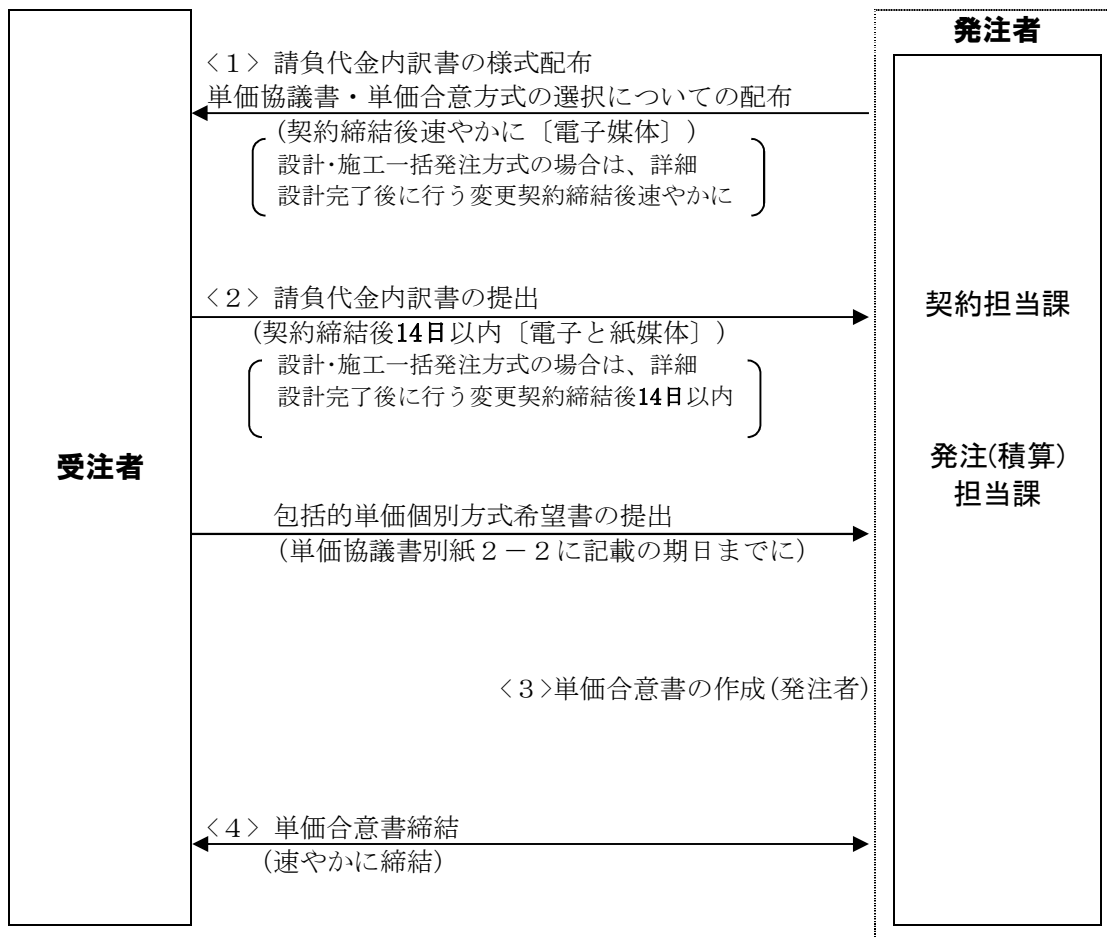 発注者
<1> 請負代金内訳書の様式配布
単価協議書・単価合意方式の選択についての配布
(契約締結後速やかに〔電子媒体〕)
設計・施工一括発注方式の場合は、詳細
設計完了後に行う変更契約締結後速やかに
<2> 請負代金内訳書の提出
(契約締結後14日以内〔電子と紙媒体〕)
設計・施工一括発注方式の場合は、詳細
設計完了後に行う変更契約締結後14日以内
契約担当課
受注者
発注(積算)
担当課
包括的単価個別方式希望書の提出
(単価協議書別紙2-2に記載の期日までに)
<3>単価合意書の作成(発注者)
<4> 単価合意書締結
(速やかに締結)